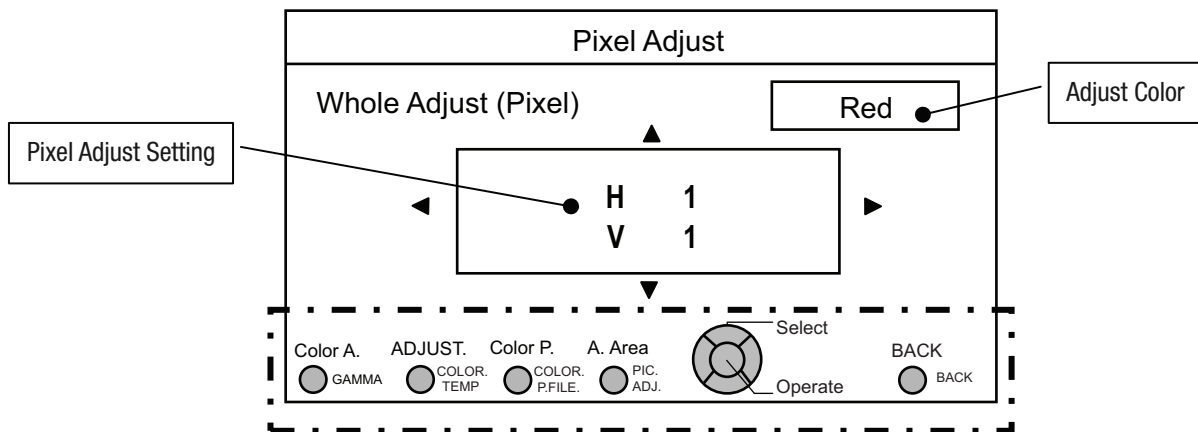 Pixel Adjust
Whole Adjust (Pixel)
Red
Adjust Color
Pixel Adjust Setting
H 1
V 1
Select
Color A.
ADJUST.
Color P.
A. Area
BACK
GAMMA
COLOR.
TEMP
COLOR.
P.FILE.
PIC.
ADJ.
Operate
BACK